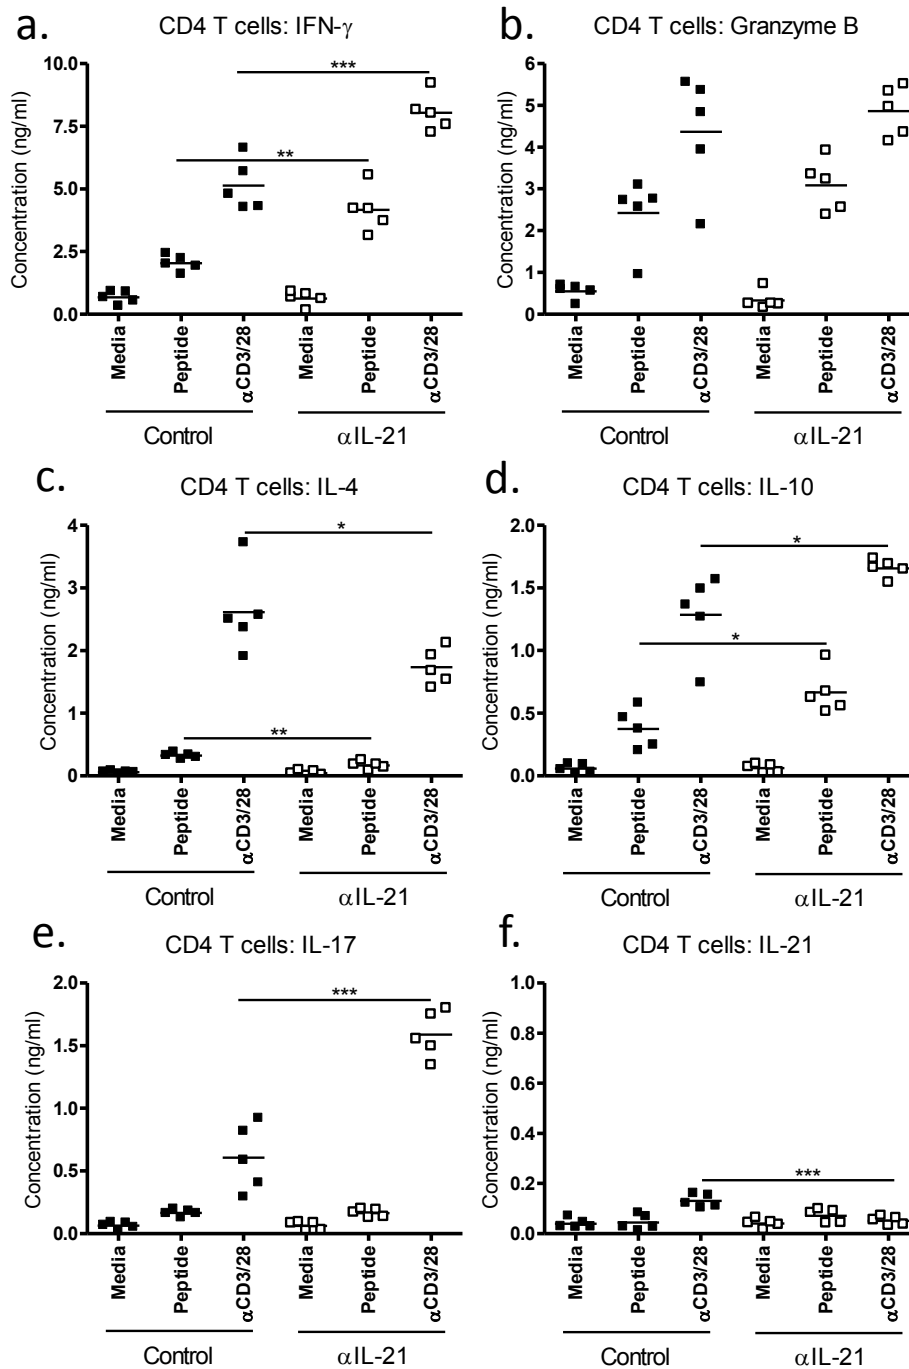 a.
CD4 T cells: IFN-γ
Concentration (ng/ml)
10.0
7.5
5.0
2.5
0.0
***
**
Media
Peptide
αCD3/28
Media
Peptide
αCD3/28
Control
αIL-21
b.
CD4 T cells: Granzyme B
Concentration (ng/ml)
6
5
4
3
2
1
0
Media
Peptide
αCD3/28
Media
Peptide
αCD3/28
Control
αIL-21
c.
CD4 T cells: IL-4
Concentration (ng/ml)
4
3
2
1
0
*
**
Media
Peptide
αCD3/28
Media
Peptide
αCD3/28
Control
αIL-21
d.
CD4 T cells: IL-10
Concentration (ng/ml)
2.0
1.5
1.0
0.5
0.0
*
*
Media
Peptide
αCD3/28
Media
Peptide
αCD3/28
Control
αIL-21
e.
CD4 T cells: IL-17
Concentration (ng/ml)
2.0
1.5
1.0
0.5
0.0
***
Media
Peptide
αCD3/28
Media
Peptide
αCD3/28
Control
αIL-21
f.
CD4 T cells: IL-21
Concentration (ng/ml)
1.0
0.8
0.6
0.4
0.2
0.0
***
Media
Peptide
αCD3/28
Media
Peptide
αCD3/28
Control
αIL-21